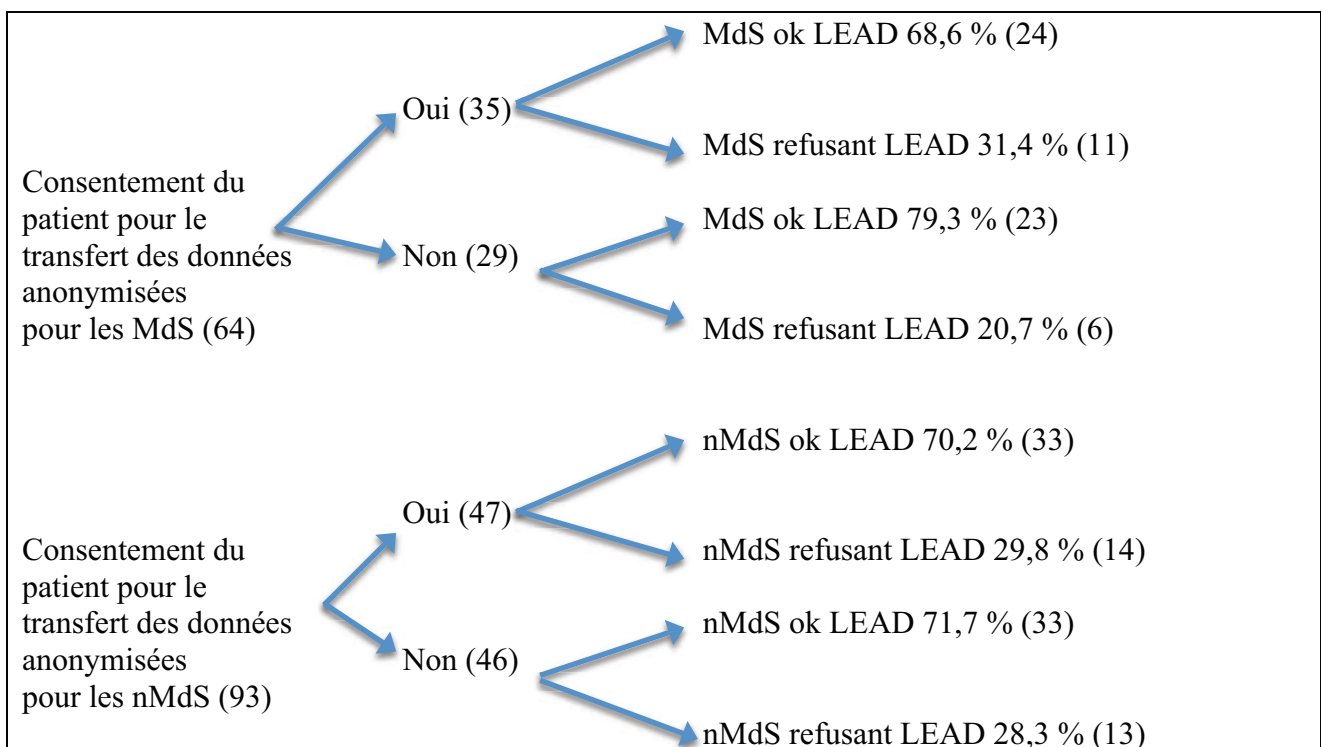 MdS ok LEAD 68,6 % (24)
Oui (35)
MdS refusant LEAD 31,4 % (11)
Consentement du
patient pour le
transfert des données
anonymisées
pour les MdS (64)
MdS ok LEAD 79,3 % (23)
Non (29)
MdS refusant LEAD 20,7 % (6)
nMdS ok LEAD 70,2 % (33)
Oui (47)
nMdS refusant LEAD 29,8 % (14)
Consentement du
patient pour le
transfert des données
anonymisées
pour les nMdS (93)
nMdS ok LEAD 71,7 % (33)
Non (46)
nMdS refusant LEAD 28,3 % (13)